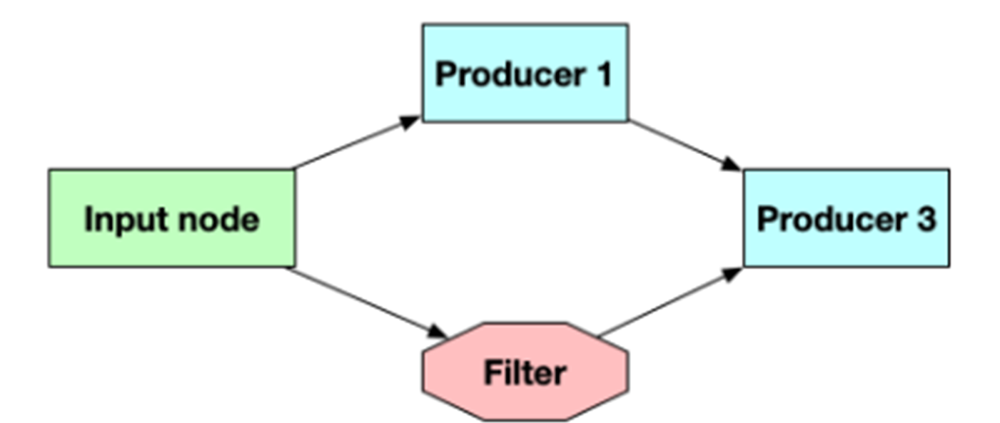 Producer 1
Input node
Producer 3
Filter